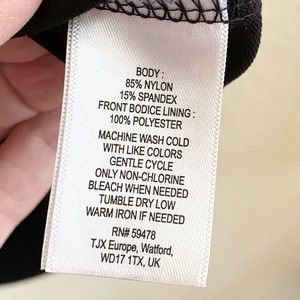 BODY :
85% NYLON
15% SPANDEX
FRONT BODICE LINING :
100% POLYESTER
MACHINE WASH COLD
WITH LIKE COLORS
GENTLE CYCLE
ONLY NON-CHLORINE
BLEACH WHEN NEEDED
TUMBLE DRY LOW
WARM IRON IF NEEDED
RN# 59478
TJX Europe, Watford,
WD17 1TX, UK